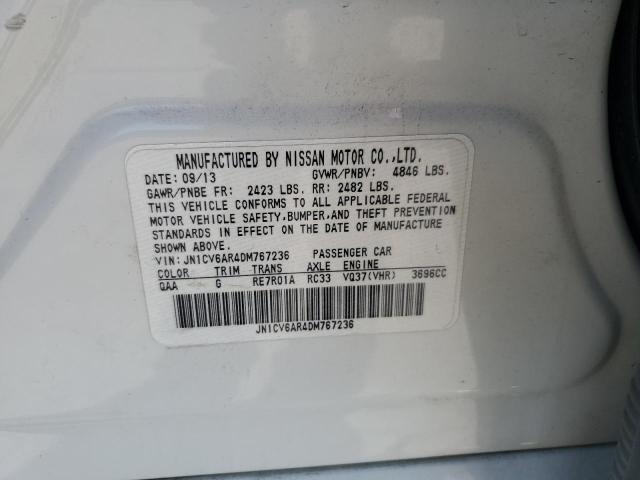 MANUFACTURED BY NISSAN MOTOR CO.,LTD.
DATE: 09/13 GVWR/PNBV: 4846 LBS.
GAWR/PNBE FR: 2423 LBS. RR: 2482 LBS.
THIS VEHICLE CONFORMS TO ALL APPLICABLE FEDERAL
MOTOR VEHICLE SAFETY,BUMPER,AND THEFT PREVENTION
STANDARDS IN EFFECT ON THE DATE OF MANUFACTURE
SHOWN ABOVE.
VIN: JN1CV6AR4DM767236 PASSENGER CAR
COLOR TRIM TRANS AXLE ENGINE
QAA G RE7R01A RC33 VQ37(VHR) 3696CC
JN1CV6AR4DM767236